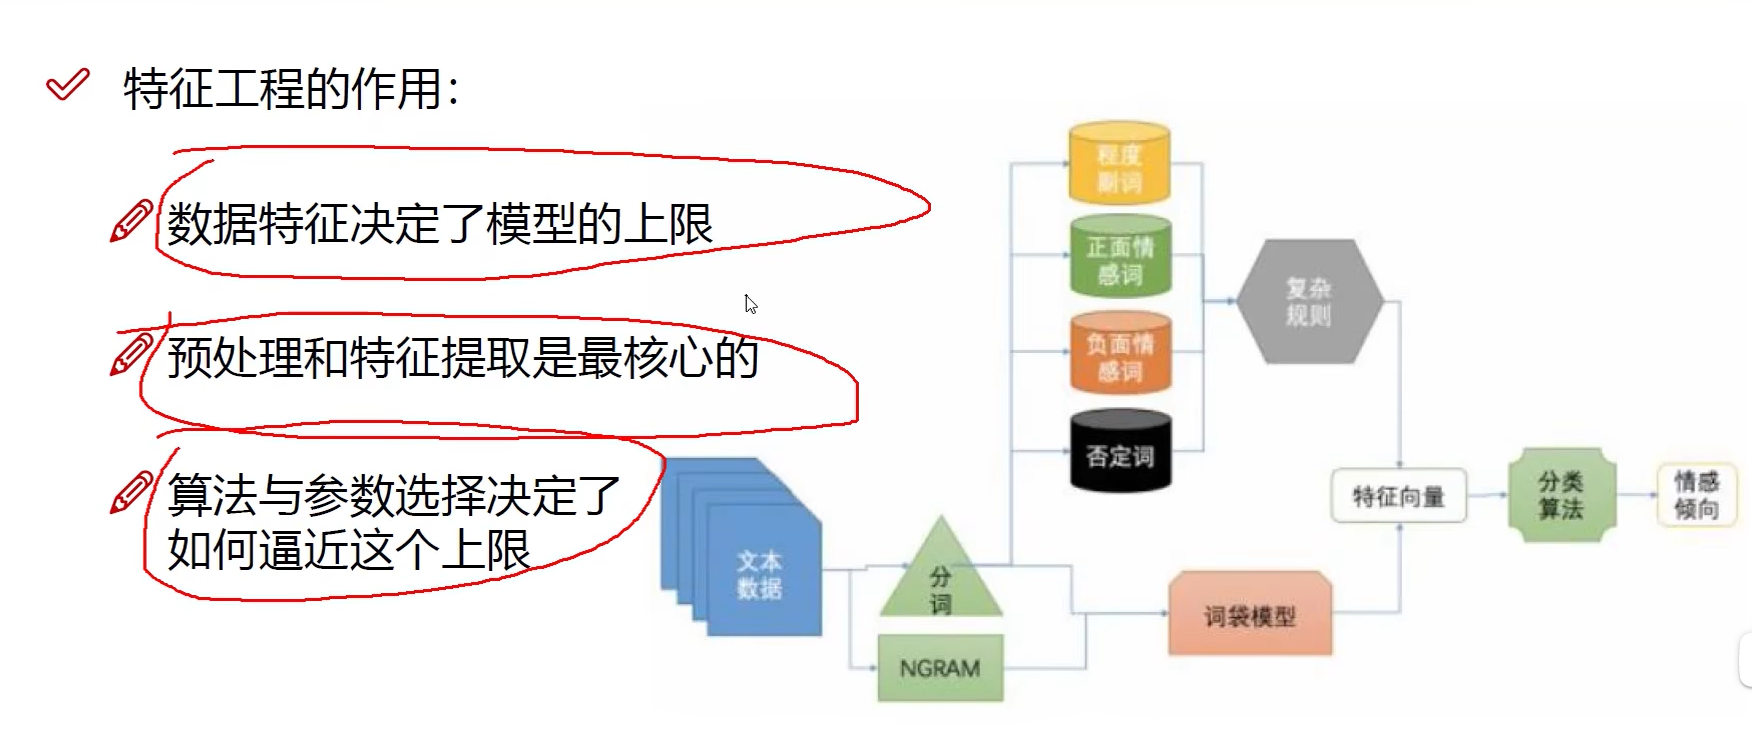 特征工程的作用：
数据特征决定了模型的上限
预处理和特征提取是最核心的
算法与参数选择决定了
如何逼近这个上限
程度
副词
正面情
感词
负面情
感词
否定词
复杂
规则
文本
数据
分
词
NGRAM
词袋模型
特征向量
分类
算法
情感
倾向